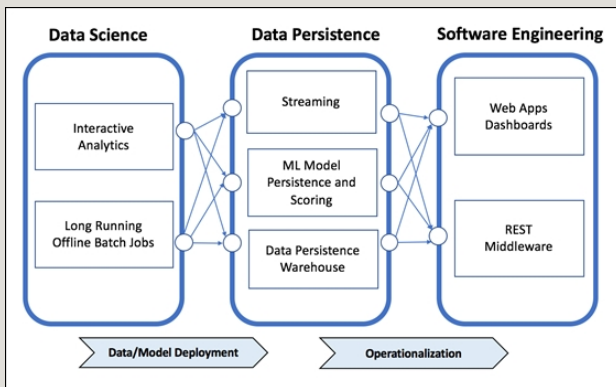 Data Science
Data Persistence
Software Engineering
Interactive
Analytics
Long Running
Offline Batch Jobs
Streaming
ML Model
Persistence and
Scoring
Data Persistence
Warehouse
Web Apps
Dashboards
REST
Middleware
Data/Model Deployment
Operationalization